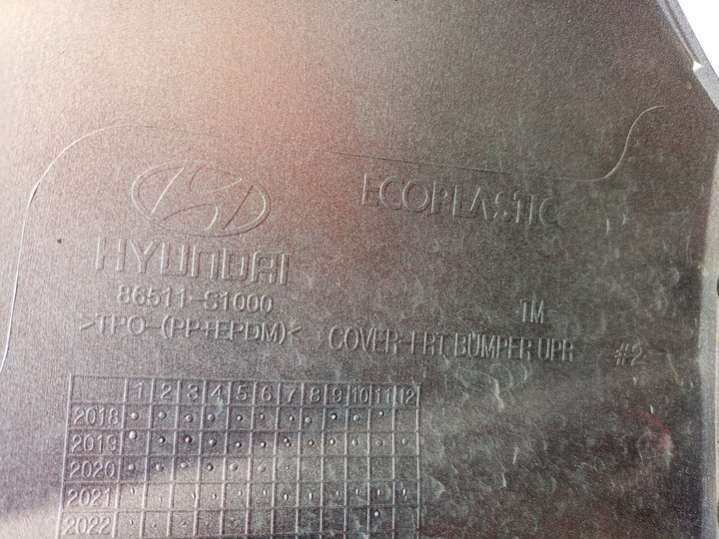 ECOPLASTIC
HYUNDAI
86511-S1000
TM
>TPO-(PP+EPDM)<
COVER-FRT BUMPER UPR #2
1 2 3 4 5 6 7 8 9 10 11 12
2018
2019
2020
2021
2022